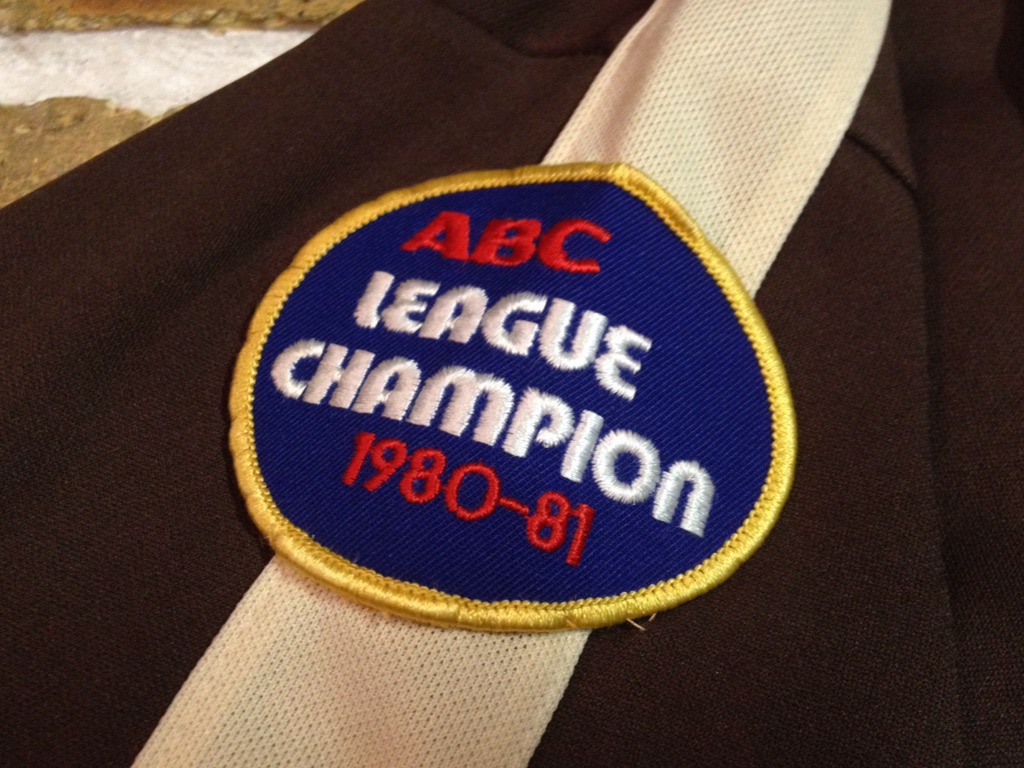 ABC
LEAGUE
CHAMPION
1980-81